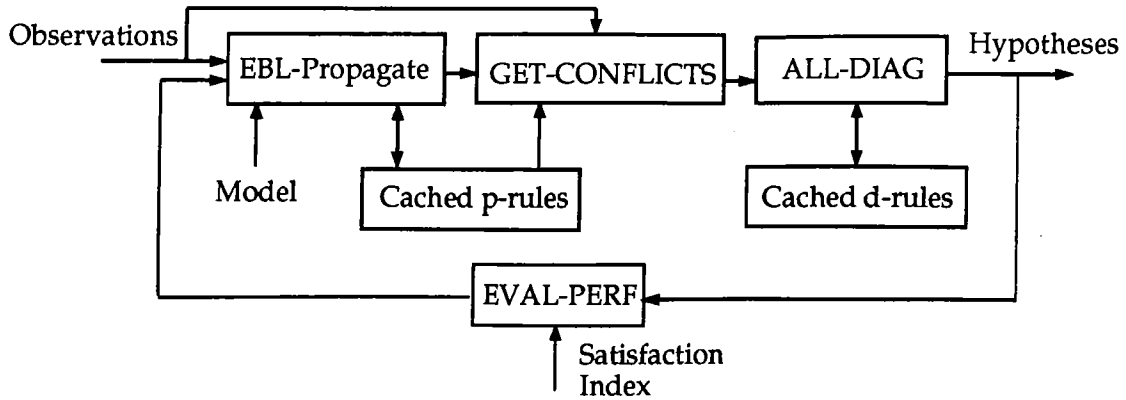 Observations
Hypotheses
EBL-Propagate
GET-CONFLICTS
ALL-DIAG
Model
Cached p-rules
Cached d-rules
EVAL-PERF
Satisfaction
Index